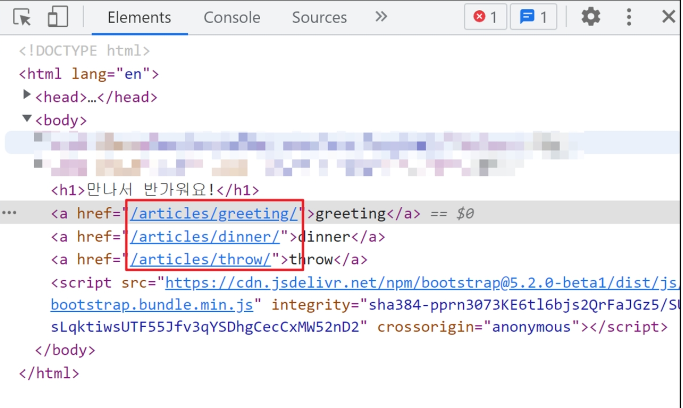 Elements Console Sources 1 1
<!DOCTYPE html>
<html lang="en">
<head>…</head>
<body>
<h1>만나서 반가워요!</h1>
<a href="/articles/greeting/">greeting</a> == $0
<a href="/articles/dinner/">dinner</a>
<a href="/articles/throw/">throw</a>
<script src="https://cdn.jsdelivr.net/npm/bootstrap@5.2.0-beta1/dist/js/
bootstrap.bundle.min.js" integrity="sha384-pprn3073KE6tl6bjs2QrFaJGz5/SU
sLqktiwsUTF55Jfv3qYSDhgCecCxMW52nD2" crossorigin="anonymous"></script>
</body>
</html>